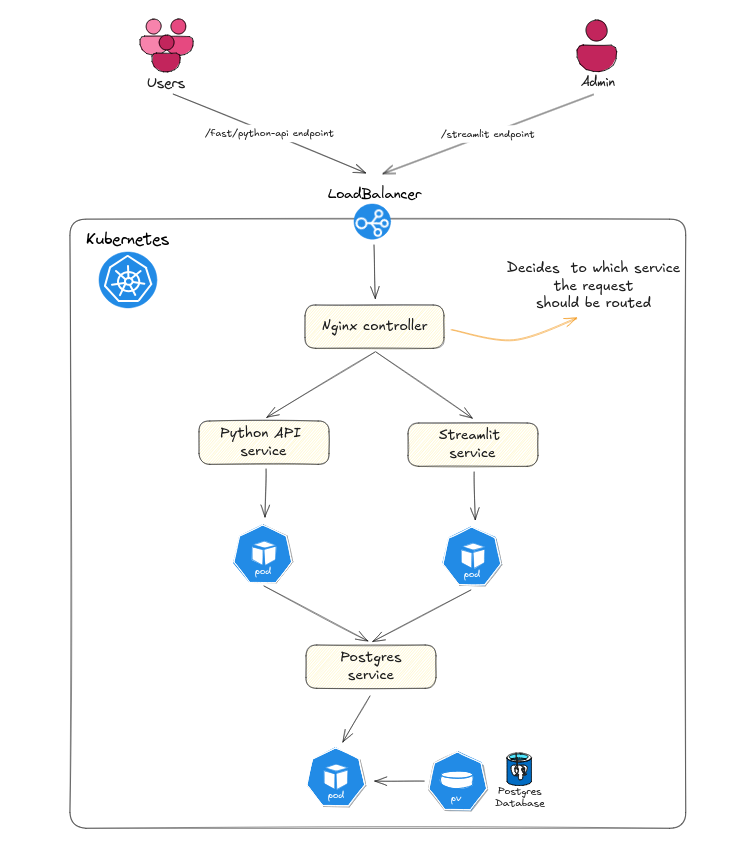 Users
Admin
/fast/python-api endpoint
/streamlit endpoint
LoadBalancer
Kubernetes
Decides to which service
the request
should be routed
Nginx controller
Python API
service
Streamlit
service
pod
pod
Postgres
service
pod
pv
Postgres
Database